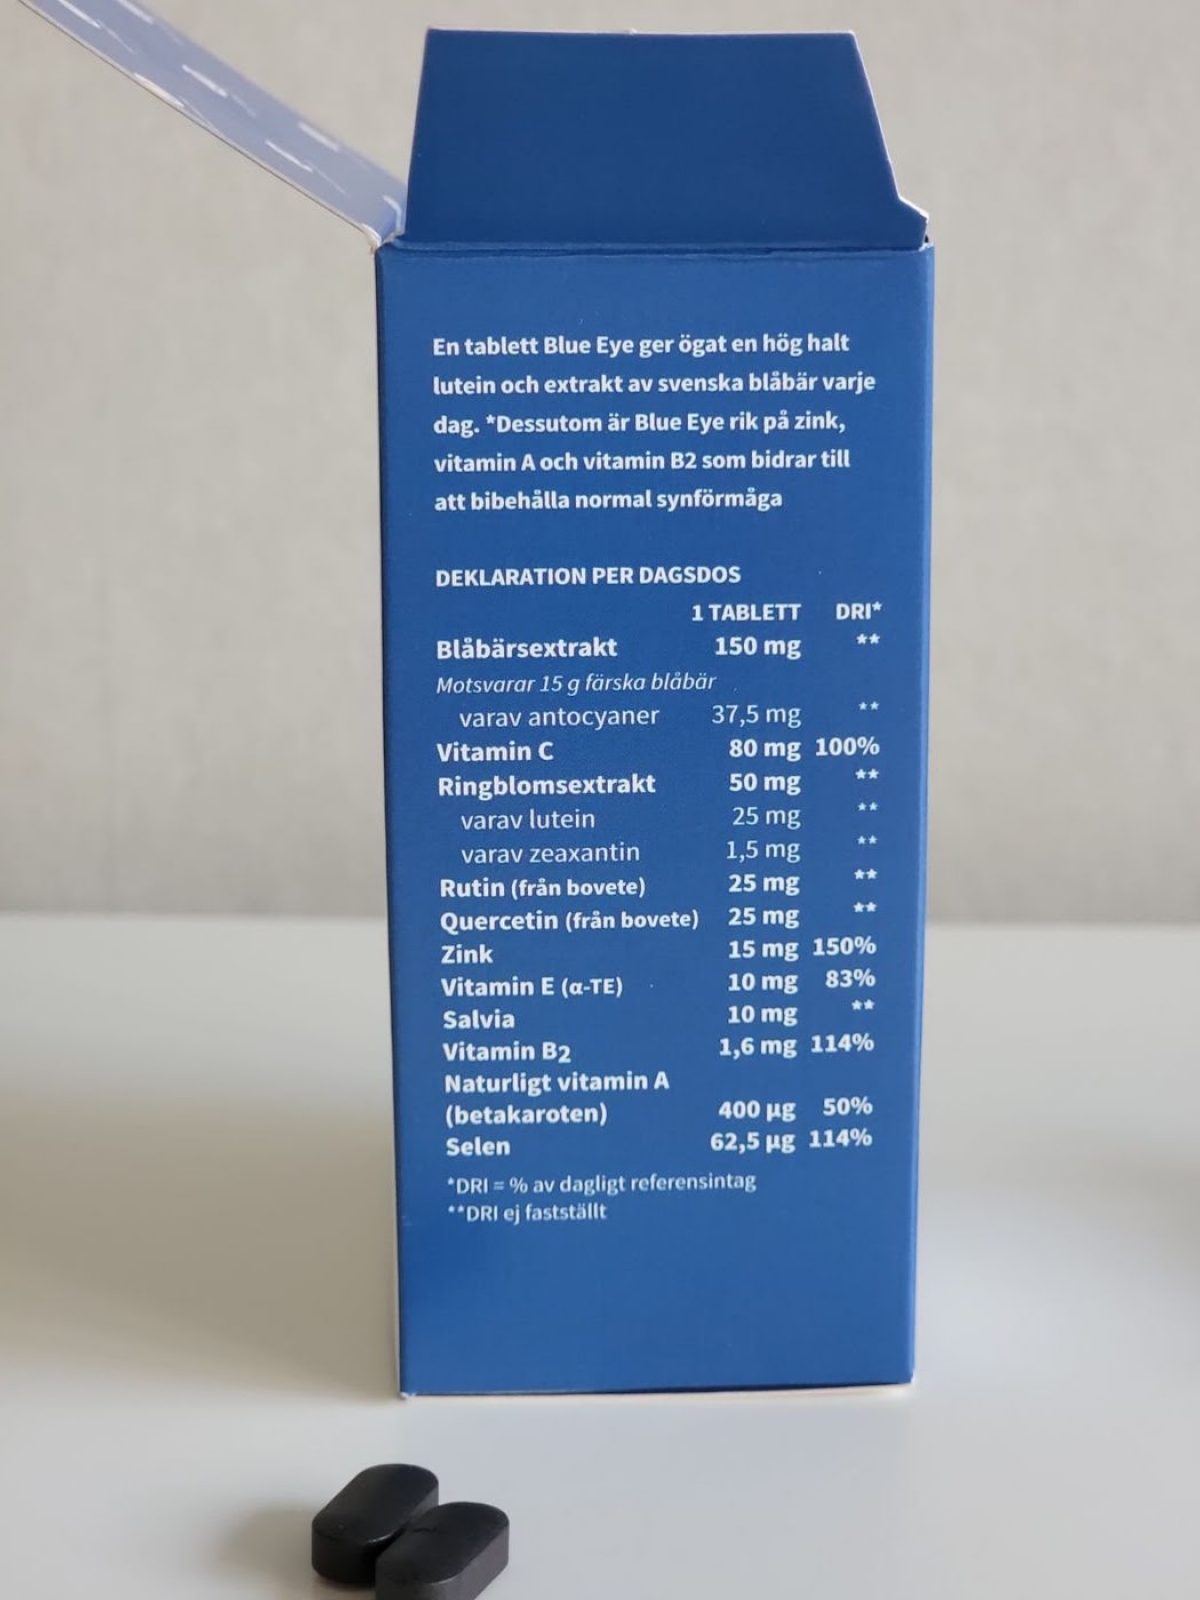 En tablett Blue Eye ger ögat en hög halt
lutein och extrakt av svenska blåbär varje
dag. *Dessutom är Blue Eye rik på zink,
vitamin A och vitamin B2 som bidrar till
att bibehålla normal synförmåga
DEKLARATION PER DAGSDOS
1 TABLETT DRI*
Blåbärsextrakt 150 mg **
Motsvarar 15 g färska blåbär
varav antocyaner 37,5 mg **
Vitamin C 80 mg 100%
Ringblomsextrakt 50 mg **
varav lutein 25 mg **
varav zeaxantin 1,5 mg **
Rutin (från bovete) 25 mg **
Quercetin (från bovete) 25 mg **
Zink 15 mg 150%
Vitamin E (α-TE) 10 mg 83%
Salvia 10 mg **
Vitamin B2 1,6 mg 114%
Naturligt vitamin A
(betakaroten) 400 µg 50%
Selen 62,5 µg 114%
*DRI = % av dagligt referensintag
**DRI ej fastställt